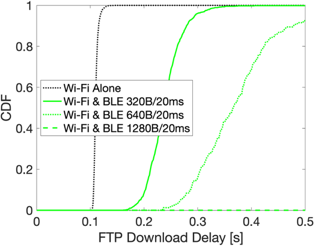 1
0.8
0.6
0.4
0.2
0
CDF
Wi-Fi Alone
Wi-Fi & BLE 320B/20ms
Wi-Fi & BLE 640B/20ms
Wi-Fi & BLE 1280B/20ms
0 0.1 0.2 0.3 0.4 0.5
FTP Download Delay [s]